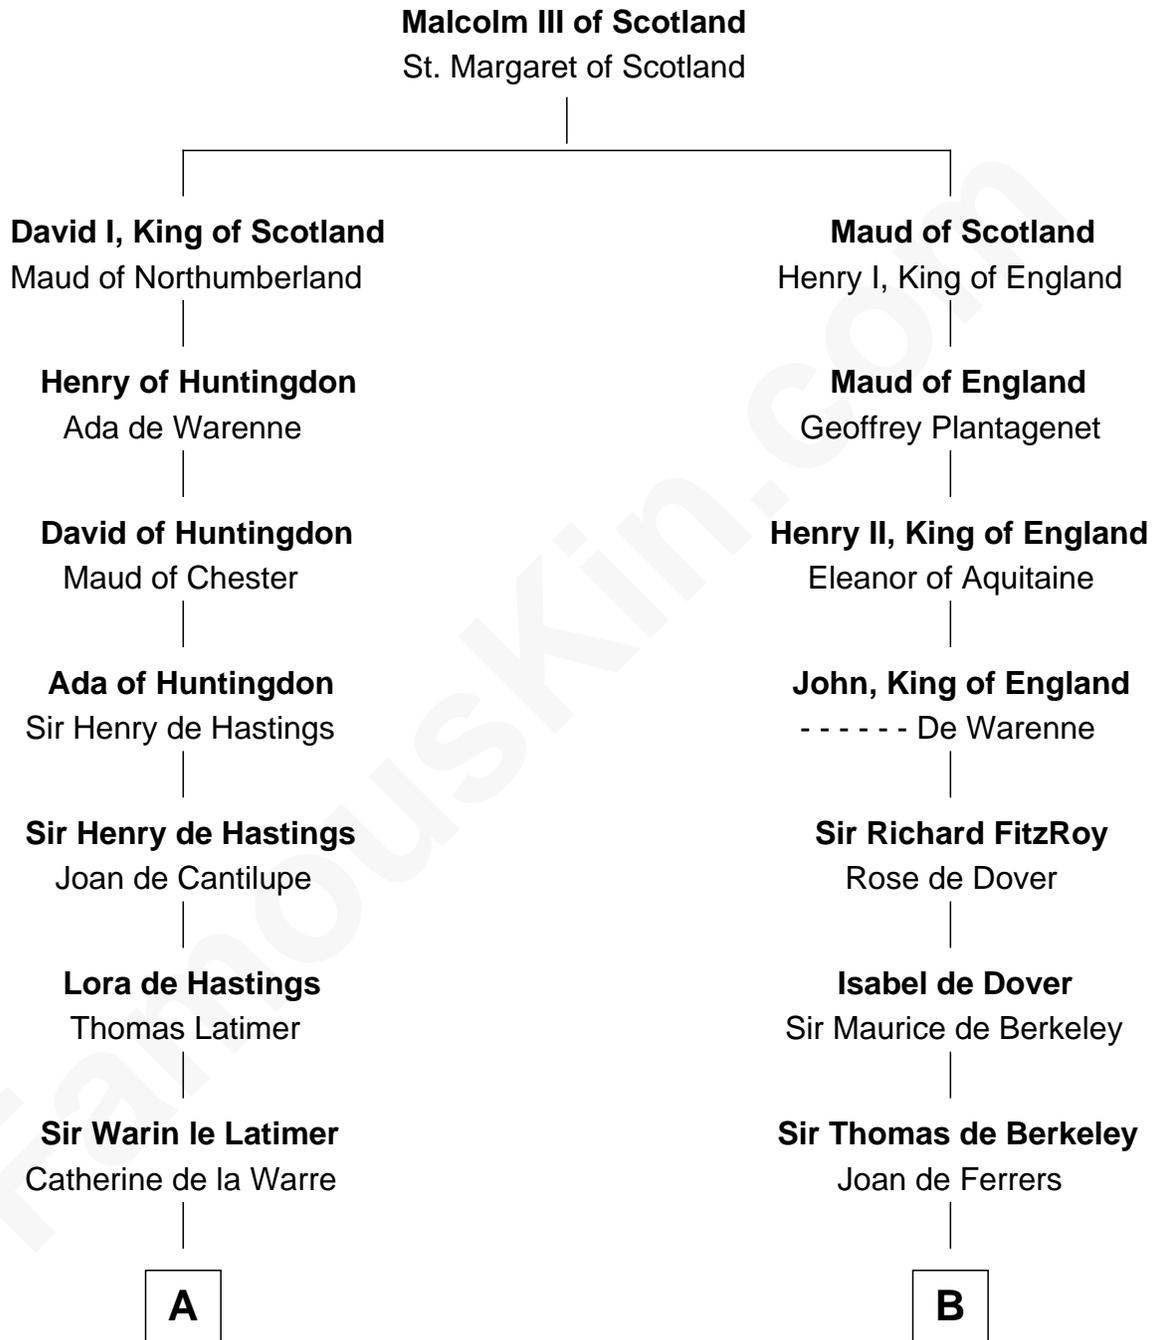 Malcolm III of Scotland
St. Margaret of Scotland
David I, King of Scotland
Maud of Northumberland
Maud of Scotland
Henry I, King of England
Henry of Huntingdon
Ada de Warenne
Maud of England
Geoffrey Plantagenet
David of Huntingdon
Maud of Chester
Henry II, King of England
Eleanor of Aquitaine
Ada of Huntingdon
Sir Henry de Hastings
John, King of England
- - - - - - De Warenne
Sir Henry de Hastings
Joan de Cantilupe
Sir Richard FitzRoy
Rose de Dover
Lora de Hastings
Thomas Latimer
Isabel de Dover
Sir Maurice de Berkeley
Sir Warin le Latimer
Catherine de la Warre
Sir Thomas de Berkeley
Joan de Ferrers
A
B
FamousKin.com